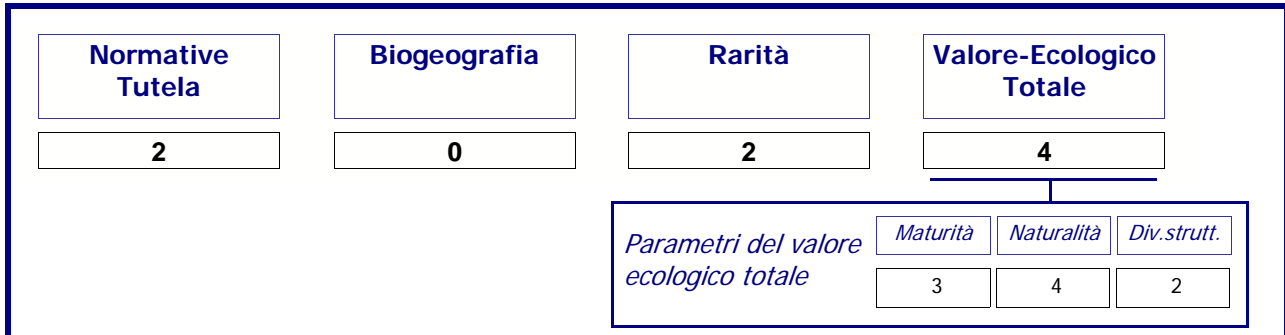 Normative
Tutela
Biogeografia
Rarità
Valore-Ecologico
Totale
2
0
2
4
Parametri del valore
ecologico totale
Maturità
Naturalità
Div.strutt.
3
4
2